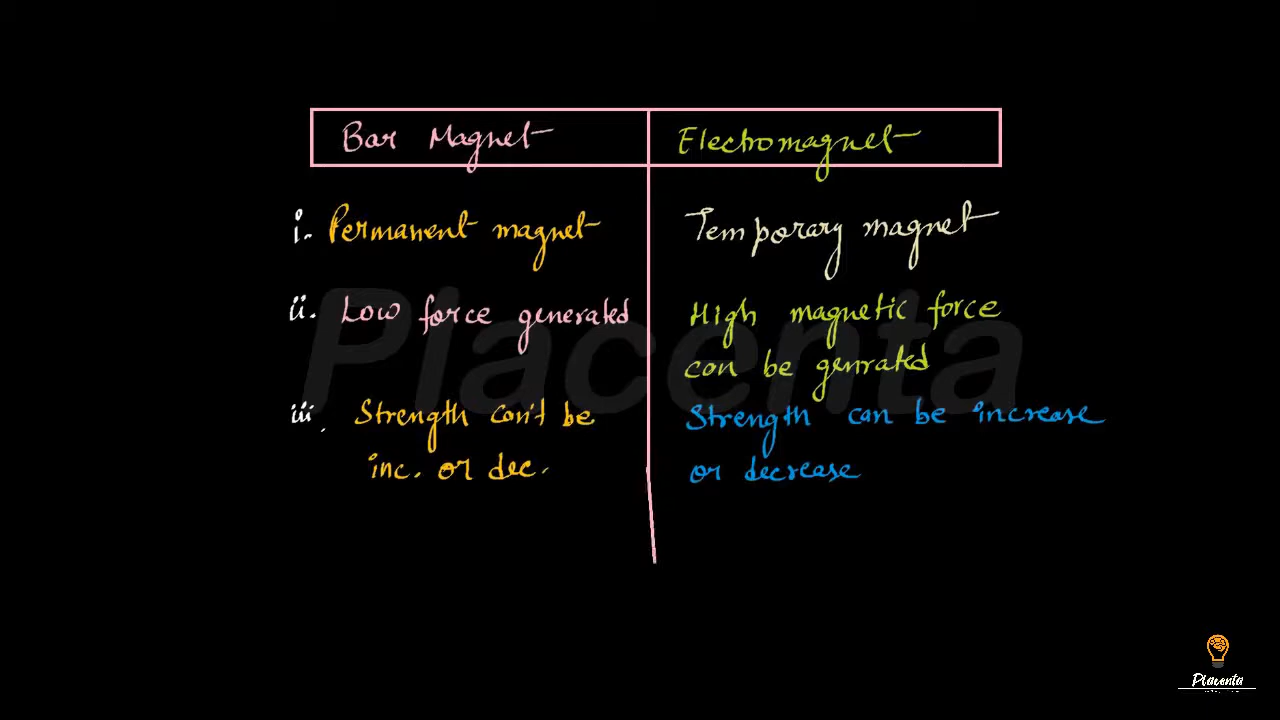 Bar Magnet
Electromagnet
i. Permanent magnet
Temporary magnet
ii. Low force generated
High magnetic force
can be genrated
iii. Strength can't be
inc. or dec.
Strength can be increase
or decrease
Placenta
Placenta